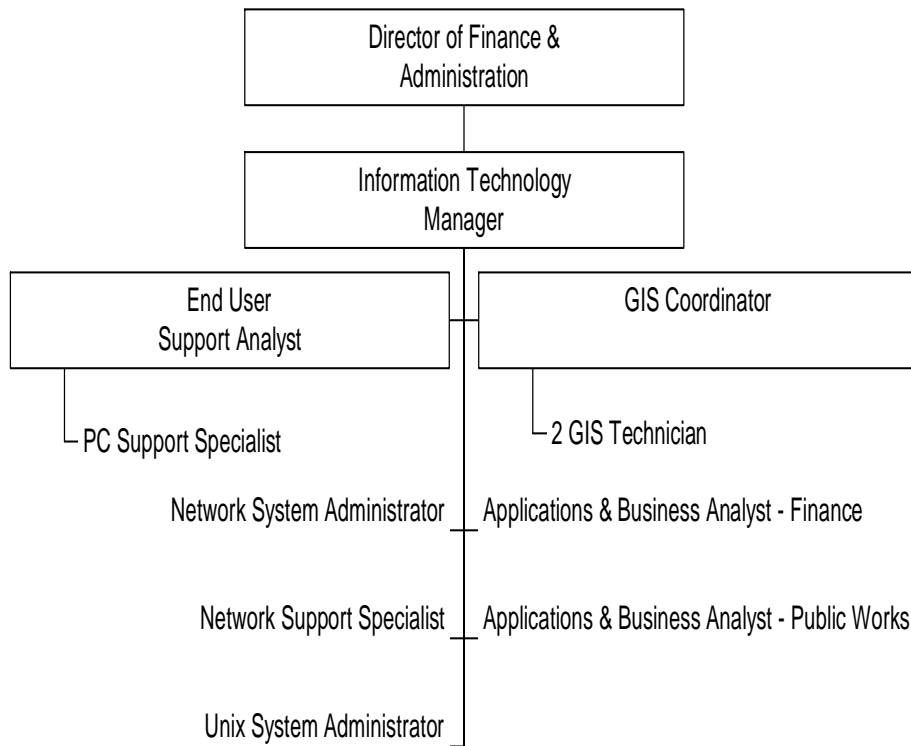 Director of Finance &
Administration
Information Technology
Manager
End User
Support Analyst
GIS Coordinator
PC Support Specialist
2 GIS Technician
Network System Administrator
Applications & Business Analyst - Finance
Network Support Specialist
Applications & Business Analyst - Public Works
Unix System Administrator